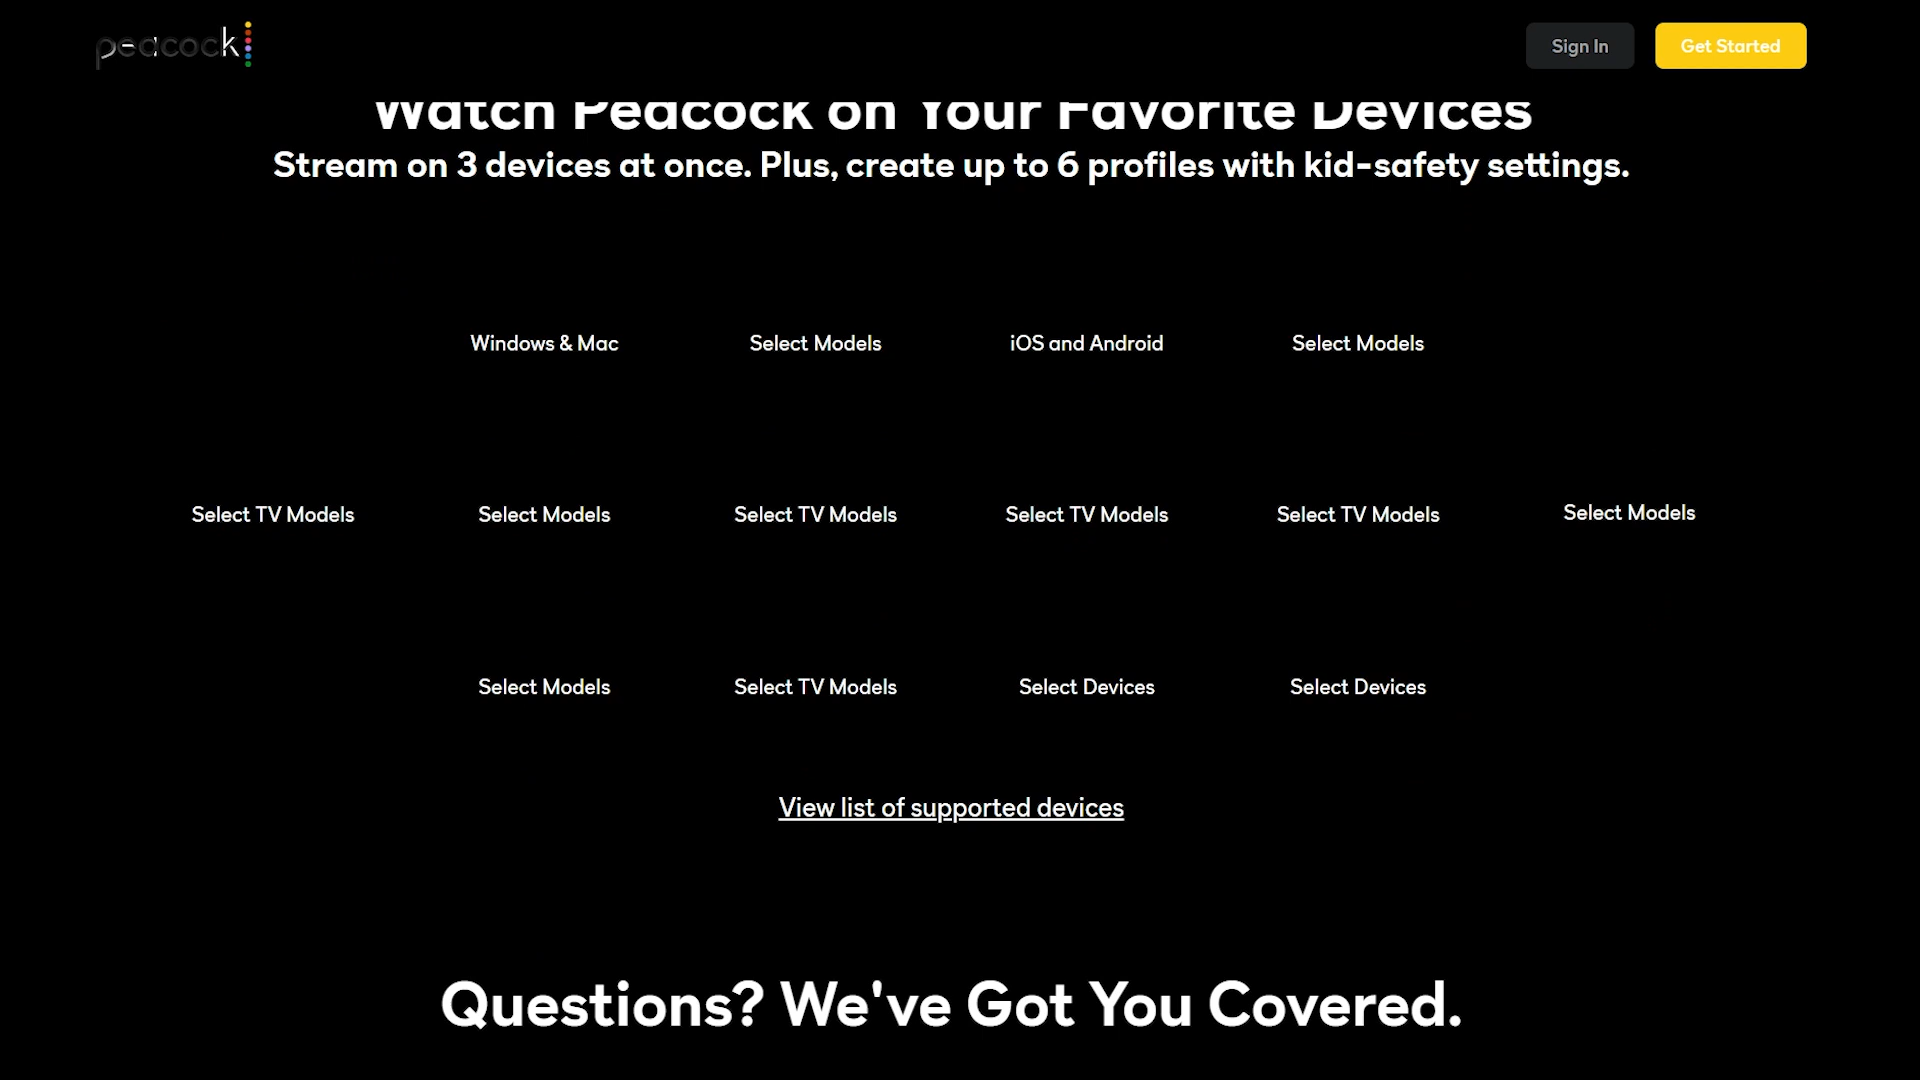 peacock
Sign In
Get Started
Watch Peacock on Your Favorite Devices
Stream on 3 devices at once. Plus, create up to 6 profiles with kid-safety settings.
Windows & Mac
Select Models
iOS and Android
Select Models
Select TV Models
Select Models
Select TV Models
Select TV Models
Select TV Models
Select Models
Select Models
Select TV Models
Select Devices
Select Devices
View list of supported devices
Questions? We've Got You Covered.